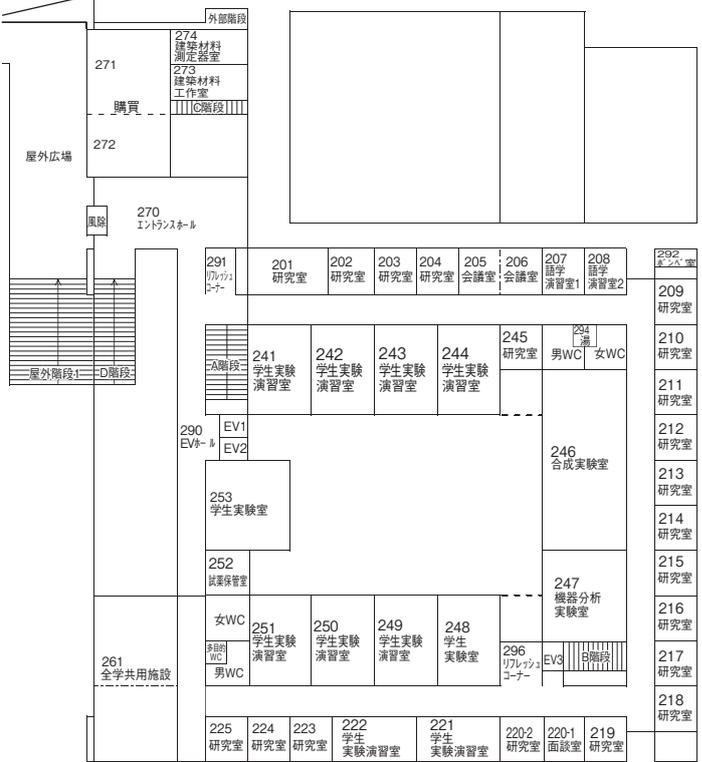 外部階段
274
建築材料
測定器室
273
建築材料
工作室
C階段
271
購買
272
屋外広場
風除
270
エントランスホール
291
リフレッシュ
コーナー
201
研究室
202
研究室
203
研究室
204
研究室
205
会議室
206
会議室
207
語学
演習室1
208
語学
演習室2
292
ボンベ室
209
研究室
屋外階段1
D階段
A階段
241
学生実験
演習室
242
学生実験
演習室
243
学生実験
演習室
244
学生実験
演習室
245
研究室
294
湯
男WC
女WC
210
研究室
211
研究室
290
EVホール
EV1
EV2
246
合成実験室
212
研究室
213
研究室
253
学生実験室
214
研究室
252
試薬保管室
247
機器分析
実験室
215
研究室
女WC
多目的
WC
男WC
251
学生実験
演習室
250
学生実験
演習室
249
学生実験
演習室
248
学生
実験室
296
リフレッシュ
コーナー
EV3
B階段
216
研究室
217
研究室
261
全学共用施設
218
研究室
225
研究室
224
研究室
223
研究室
222
学生
実験演習室
221
学生
実験演習室
220-2
研究室
220-1
面談室
219
研究室